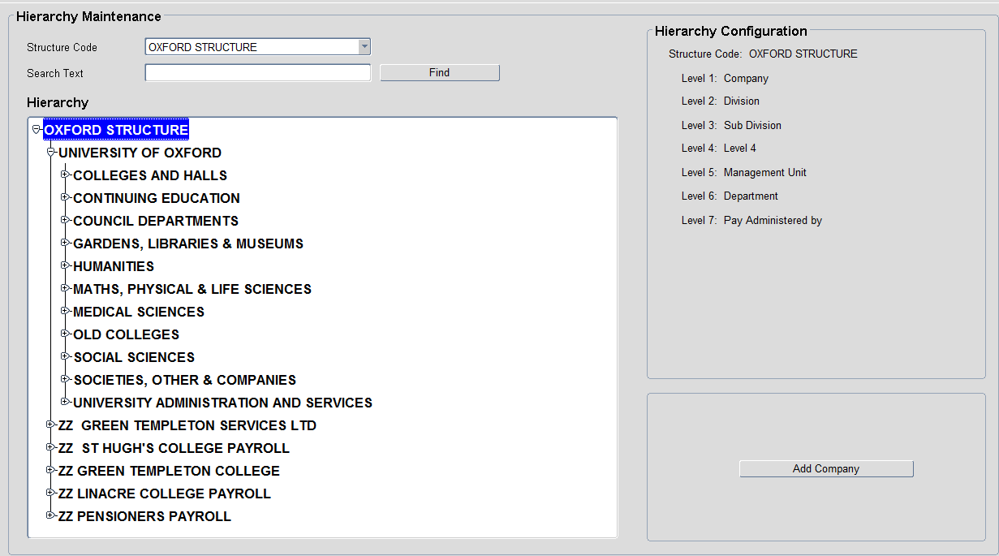 Hierarchy Maintenance
Structure Code OXFORD STRUCTURE
Search Text Find
Hierarchy
OXFORD STRUCTURE
UNIVERSITY OF OXFORD
COLLEGES AND HALLS
CONTINUING EDUCATION
COUNCIL DEPARTMENTS
GARDENS, LIBRARIES & MUSEUMS
HUMANITIES
MATHS, PHYSICAL & LIFE SCIENCES
MEDICAL SCIENCES
OLD COLLEGES
SOCIAL SCIENCES
SOCIETIES, OTHER & COMPANIES
UNIVERSITY ADMINISTRATION AND SERVICES
ZZ  GREEN TEMPLETON SERVICES LTD
ZZ  ST HUGH'S COLLEGE PAYROLL
ZZ GREEN TEMPLETON COLLEGE
ZZ LINACRE COLLEGE PAYROLL
ZZ PENSIONERS PAYROLL
Hierarchy Configuration
Structure Code: OXFORD STRUCTURE
Level 1: Company
Level 2: Division
Level 3: Sub Division
Level 4: Level 4
Level 5: Management Unit
Level 6: Department
Level 7: Pay Administered by
Add Company